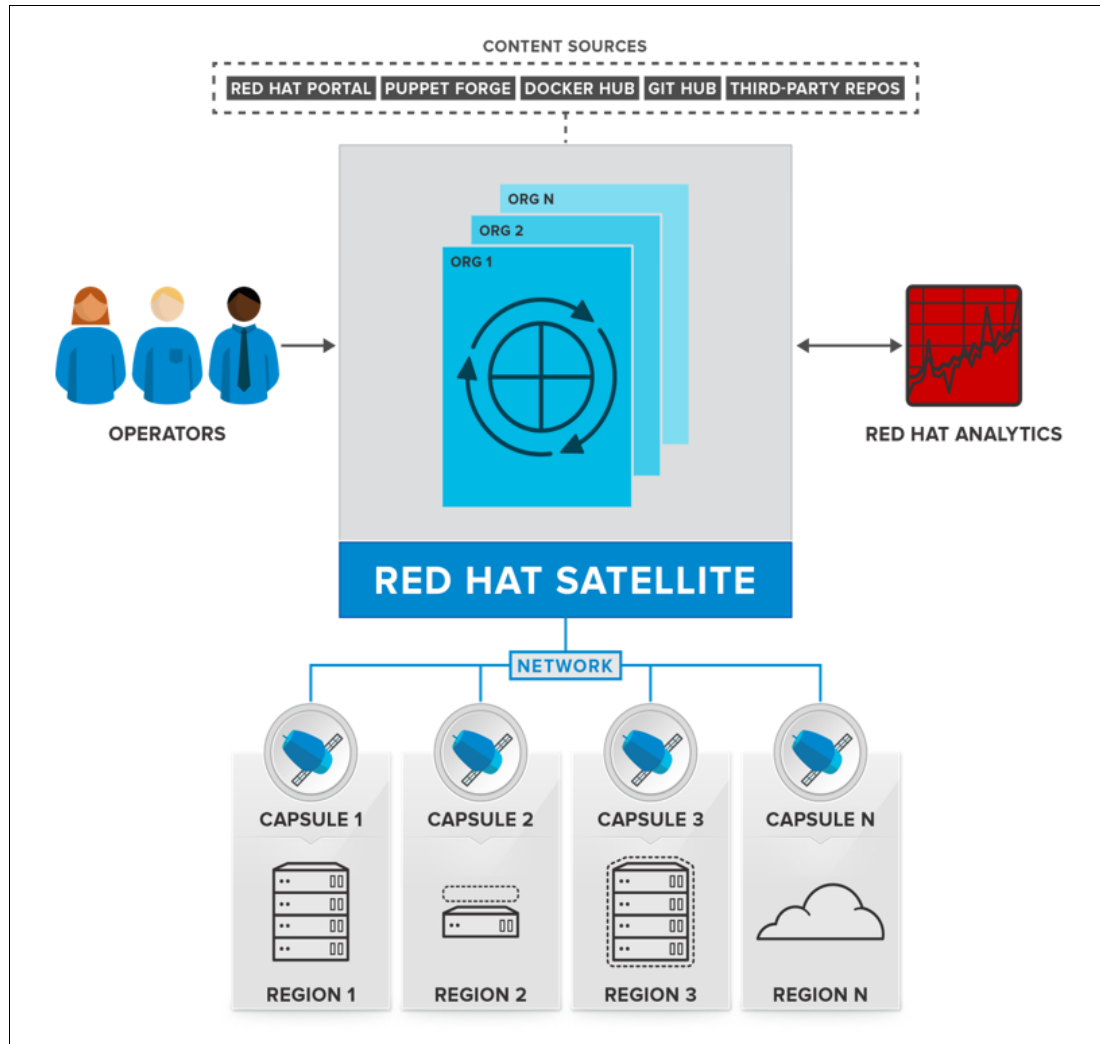 CONTENT SOURCES
RED HAT PORTAL PUPPET FORGE DOCKER HUB GIT HUB THIRD-PARTY REPOS
ORG N
ORG 2
ORG 1
OPERATORS
RED HAT ANALYTICS
RED HAT SATELLITE
NETWORK
CAPSULE 1 CAPSULE 2 CAPSULE 3 CAPSULE N
REGION 1 REGION 2 REGION 3 REGION N